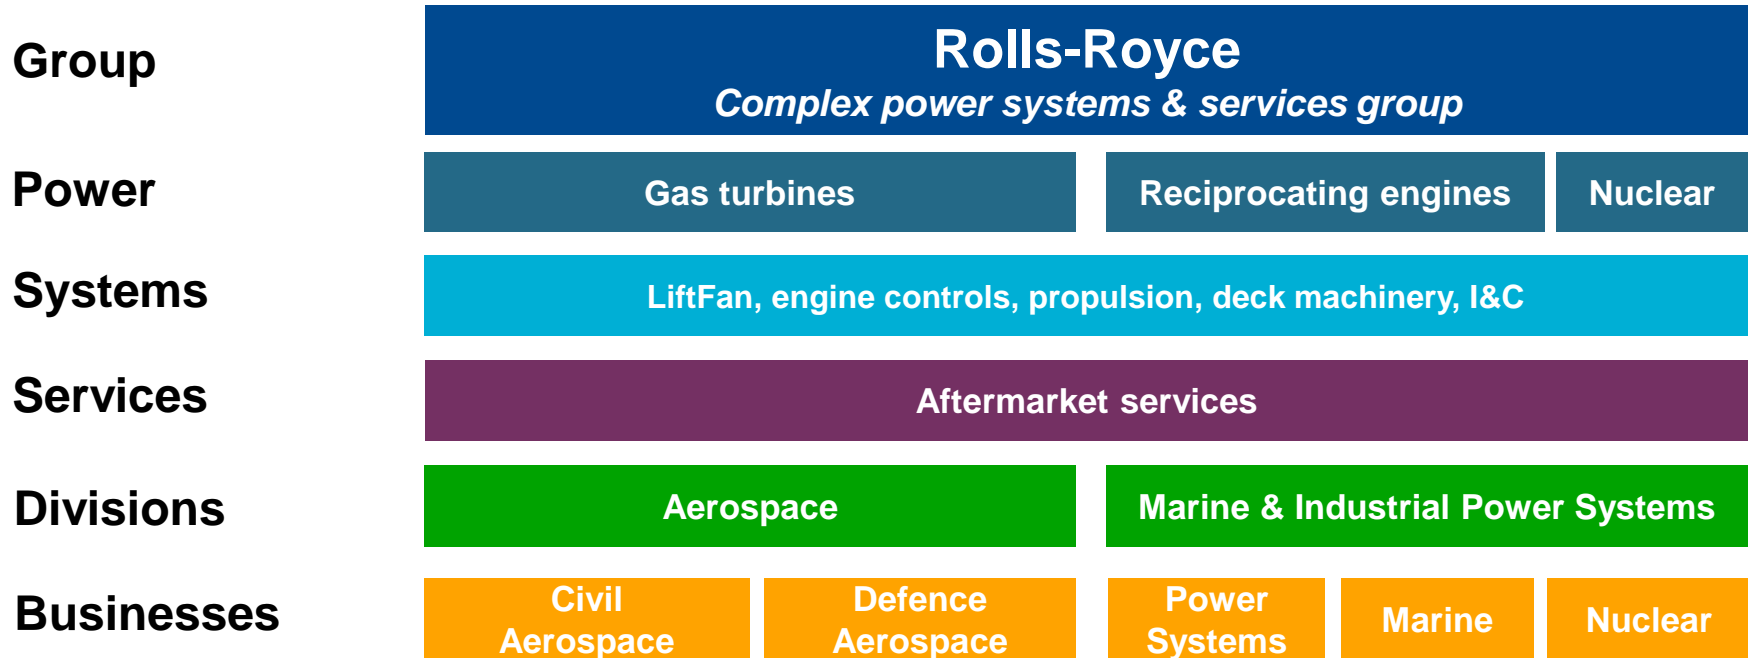 Group
Rolls-Royce
Complex power systems & services group
Power
Gas turbines
Reciprocating engines
Nuclear
Systems
LiftFan, engine controls, propulsion, deck machinery, I&C
Services
Aftermarket services
Divisions
Aerospace
Marine & Industrial Power Systems
Businesses
Civil
Aerospace
Defence
Aerospace
Power
Systems
Marine
Nuclear